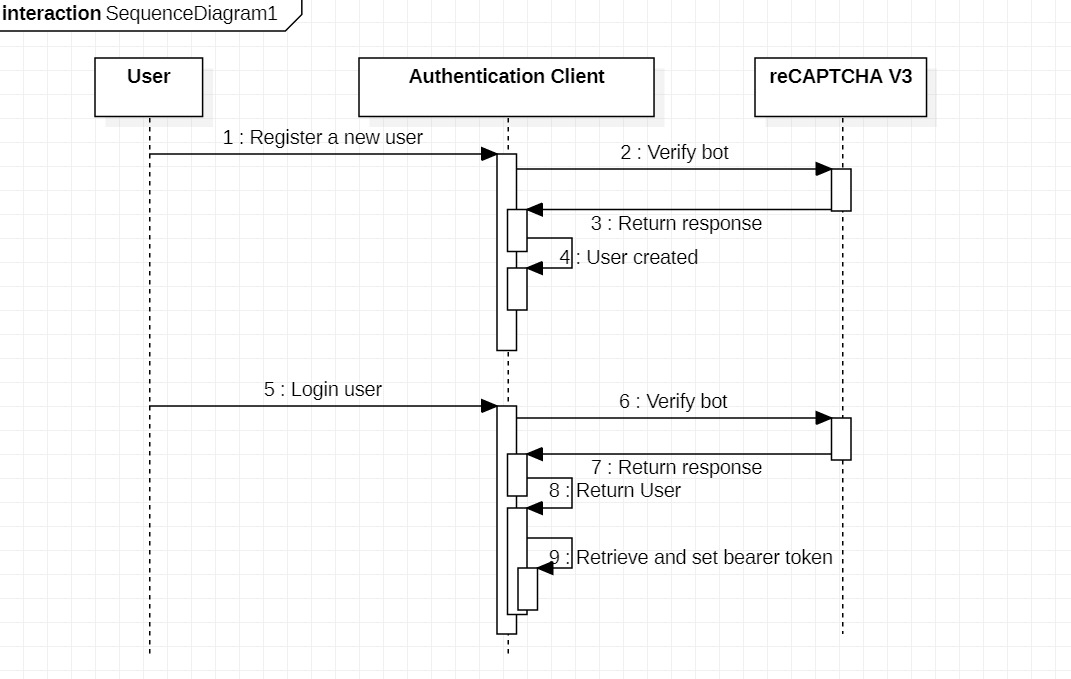 interaction SequenceDiagram1
User
Authentication Client
reCAPTCHA V3
1 : Register a new user
2 : Verify bot
3 : Return response
4 : User created
5 : Login user
6 : Verify bot
7 : Return response
8 : Return User
9 : Retrieve and set bearer token